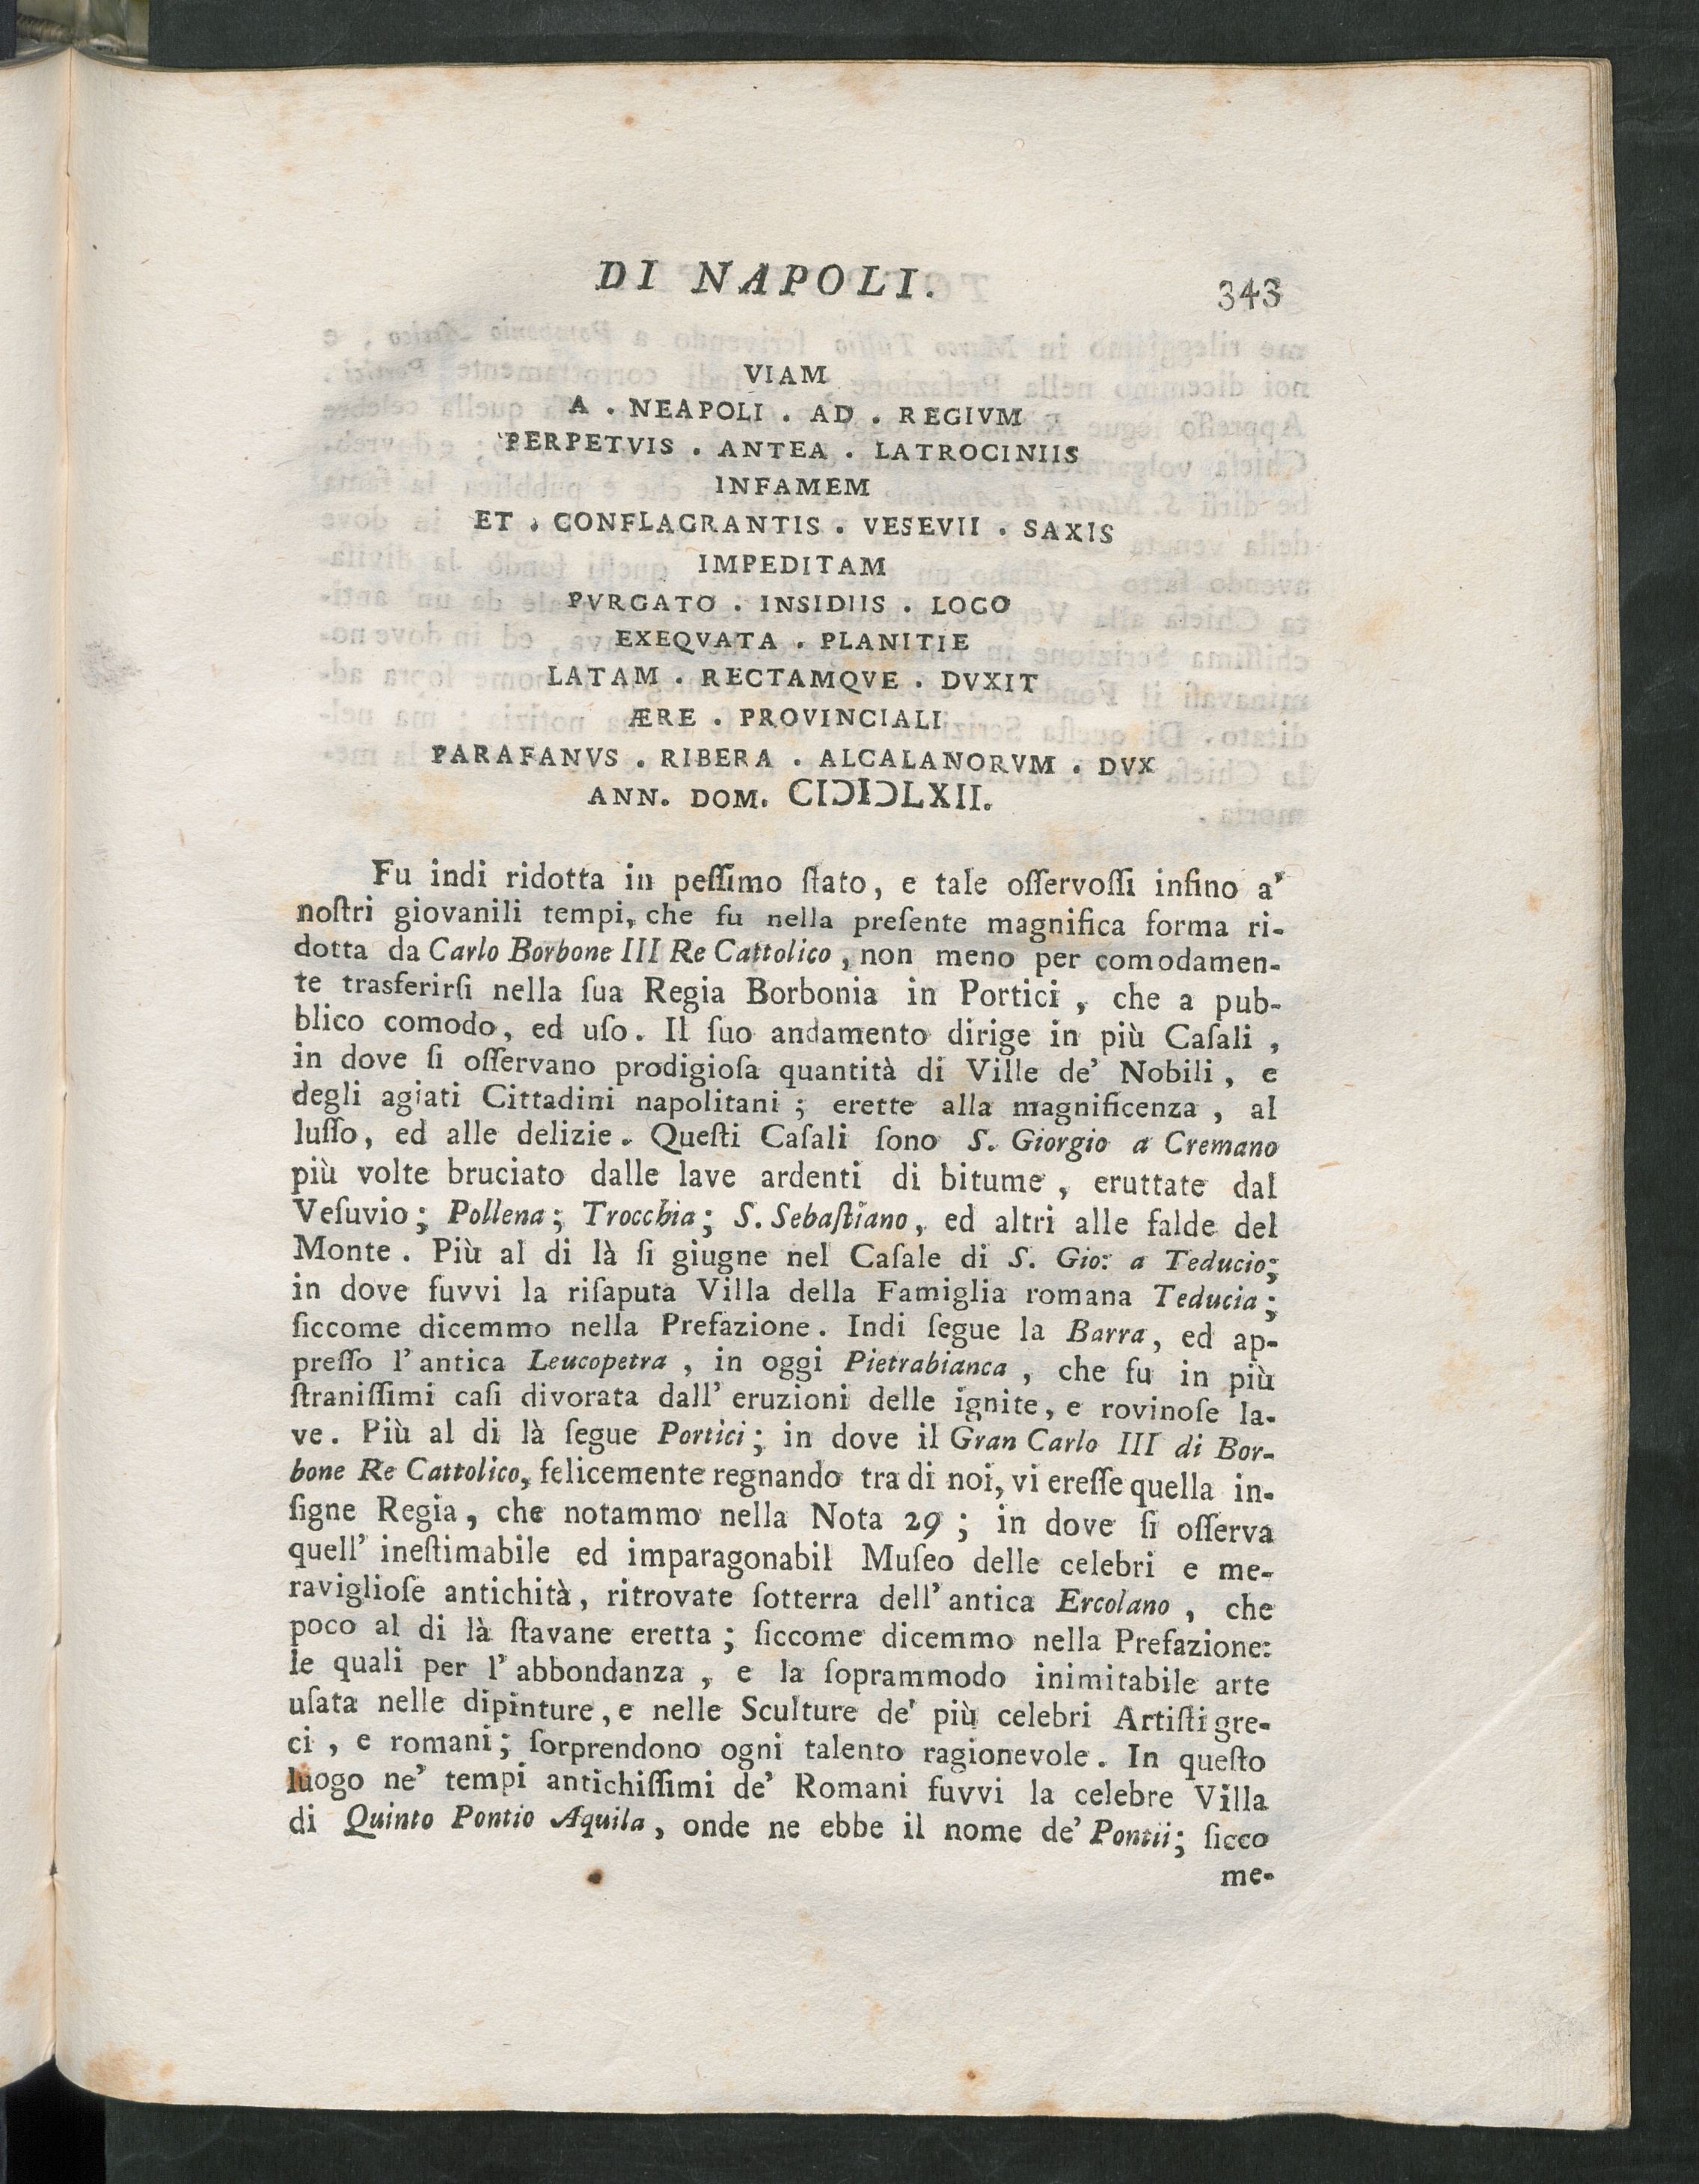 DI NAPOLI. 343
VIAM
A . NEAPOLI . AD . REGIVM
PERPETVIS . ANTEA . LATROCINIIS
INFAMEM
ET . CONFLAGRANTIS . VESEVII . SAXIS
IMPEDITAM
PVRGATO . INSIDIIS . LOCO
EXEQVATA . PLANITIE
LATAM . RECTAMQVE . DVXIT
ÆRE . PROVINCIALI
PARAFANVS . RIBERA . ALCALANORVM . DVX
ANN. DOM. CIƆIƆLXII.
Fu indi ridotta in peſſimo ſtato, e tale oſſervoſſi infino a'
noſtri giovanili tempi, che fu nella preſente magnifica forma ri-
dotta da Carlo Borbone III Re Cattolico, non meno per comodamen-
te trasferirſi nella ſua Regia Borbonia in Portici, che a pub-
blico comodo, ed uſo. Il ſuo andamento dirige in più Caſali,
in dove ſi oſſervano prodigioſa quantità di Ville de' Nobili, e
degli agiati Cittadini napolitani; erette alla magnificenza, al
luſſo, ed alle delizie. Queſti Caſali ſono S. Giorgio a Cremano
più volte bruciato dalle lave ardenti di bitume, eruttate dal
Veſuvio; Pollena; Trocchia; S. Sebaſtiano, ed altri alle falde del
Monte. Più al di là ſi giugne nel Caſale di S. Gio: a Teducio;
in dove fuvvi la riſaputa Villa della Famiglia romana Teducia;
ſiccome dicemmo nella Prefazione. Indi ſegue la Barra, ed ap-
preſſo l'antica Leucopetra, in oggi Pietrabianca, che fu in più
ſtraniſſimi caſi divorata dall' eruzioni delle ignite, e rovinoſe la-
ve. Più al di là ſegue Portici; in dove il Gran Carlo III di Bor-
bone Re Cattolico, felicemente regnando tra di noi, vi ereſſe quella in-
ſigne Regia, che notammo nella Nota 29; in dove ſi oſſerva
quell' ineſtimabile ed imparagonabil Muſeo delle celebri e me-
raviglioſe antichità, ritrovate ſotterra dell'antica Ercolano, che
poco al di là ſtavane eretta; ſiccome dicemmo nella Prefazione:
le quali per l'abbondanza, e la ſoprammodo inimitabile arte
uſata nelle dipinture, e nelle Sculture de' più celebri Artiſti gre-
ci, e romani; ſorprendono ogni talento ragionevole. In queſto
luogo ne' tempi antichiſſimi de' Romani fuvvi la celebre Villa
di Quinto Pontio Aquila, onde ne ebbe il nome de' Pontii; ſicco
me-